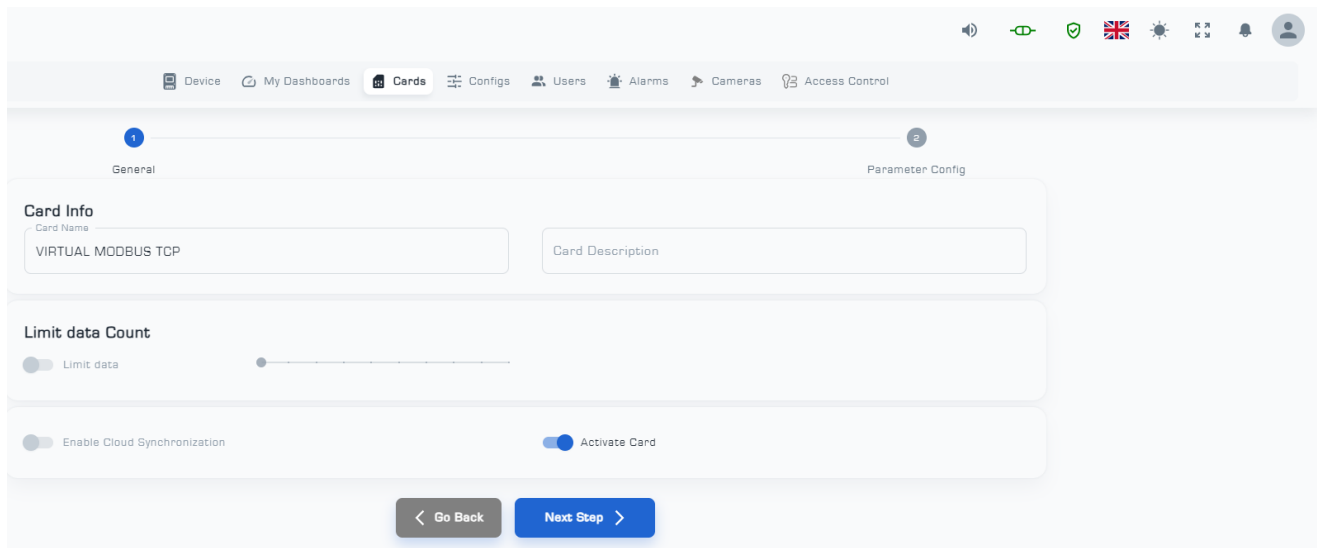 Device My Dashboards Cards Configs Users Alarms Cameras Access Control
1 2
General Parameter Config
Card Info
Card Name
VIRTUAL MODBUS TCP Card Description
Limit data Count
Limit data
Enable Cloud Synchronization Activate Card
Go Back Next Step